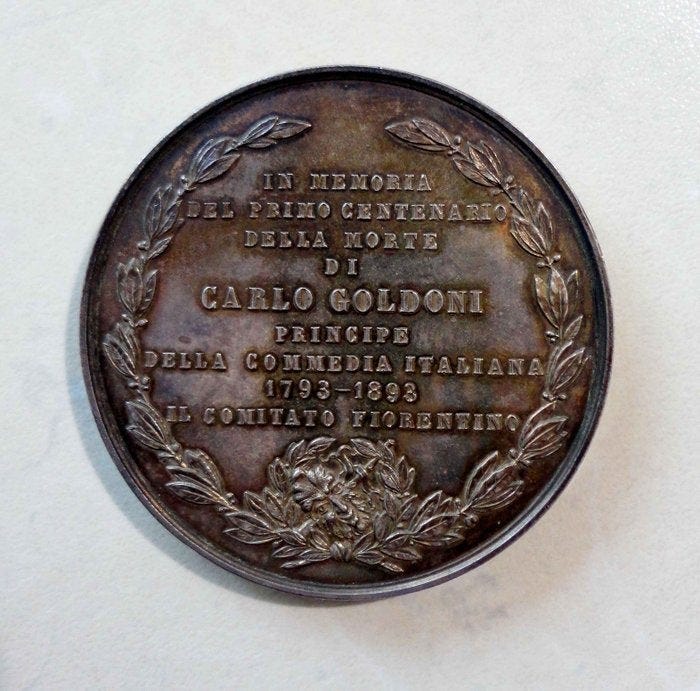 IN MEMORIA
DEL PRIMO CENTENARIO
DELLA MORTE
DI
CARLO GOLDONI
PRINCIPE
DELLA COMMEDIA ITALIANA
1793-1893
IL COMITATO FIORENTINO